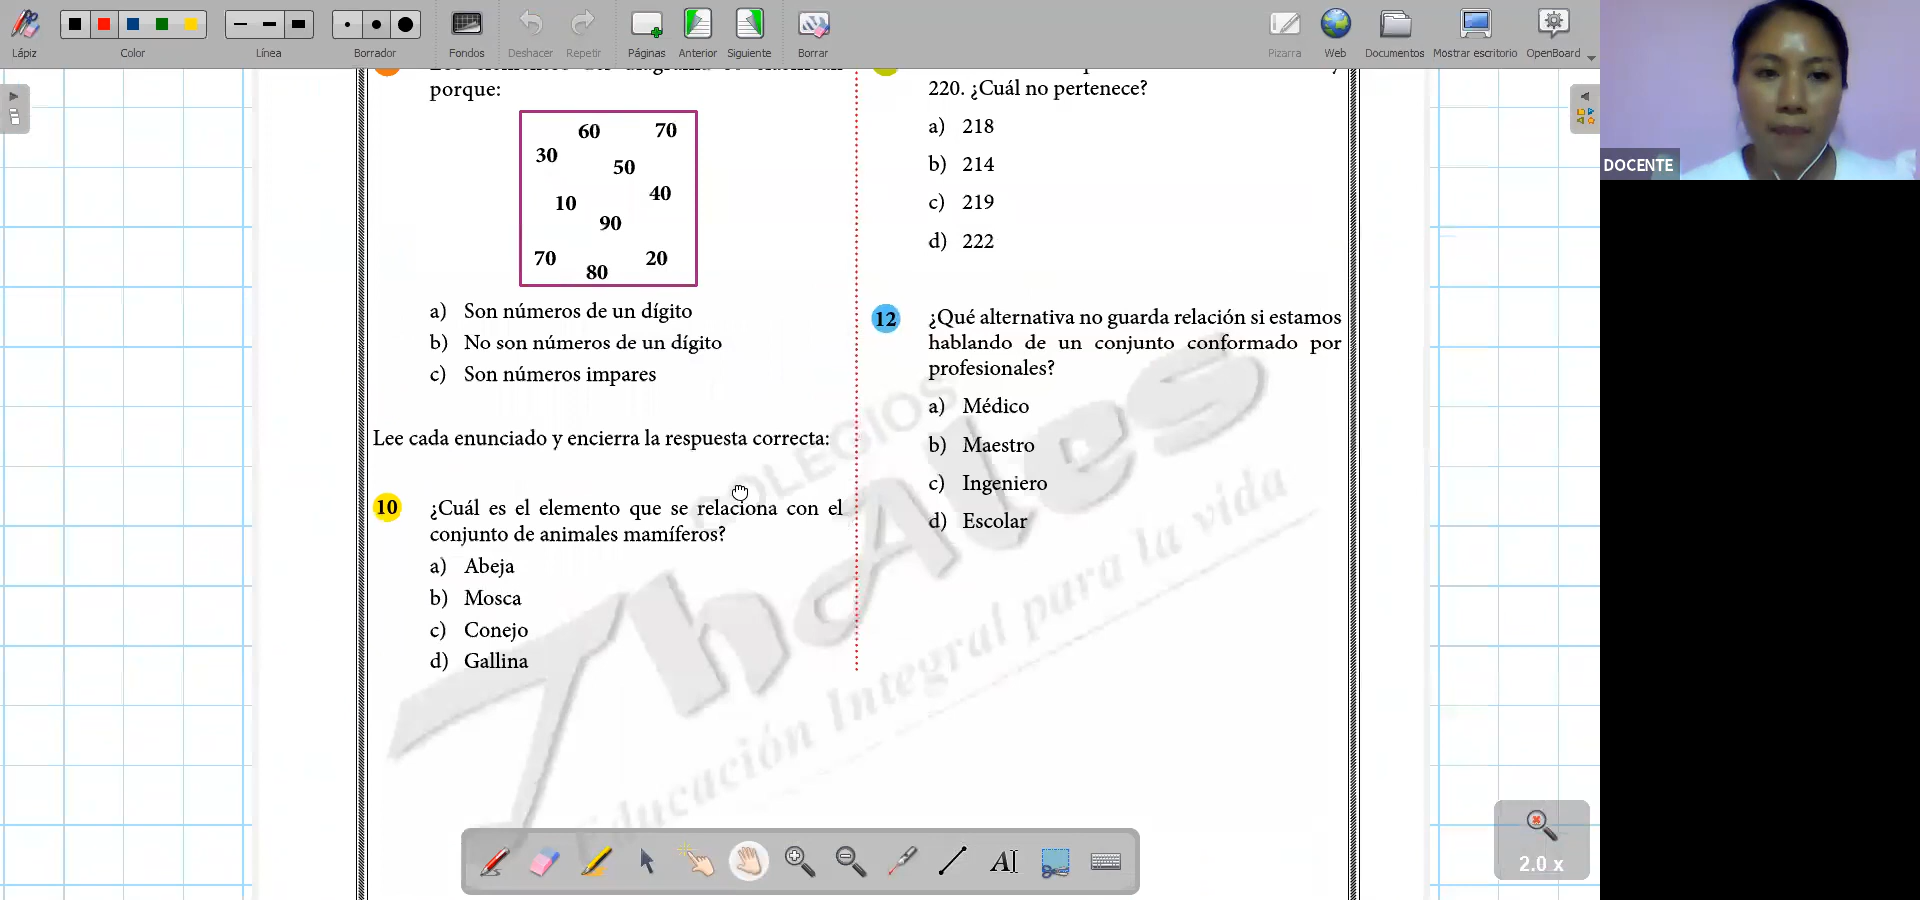 Lápiz
Color
Línea
Borrador
Fondos
Deshacer
Repetir
Páginas
Anterior
Siguiente
Borrar
Pizarra
Web
Documentos
Mostrar escritorio
OpenBoard
DOCENTE
porque:
60 70
30 50
10 40
90
70 80 20
a) Son números de un dígito
b) No son números de un dígito
c) Son números impares
Lee cada enunciado y encierra la respuesta correcta:
10 ¿Cuál es el elemento que se relaciona con el
conjunto de animales mamíferos?
a) Abeja
b) Mosca
c) Conejo
d) Gallina
220. ¿Cuál no pertenece?
a) 218
b) 214
c) 219
d) 222
12 ¿Qué alternativa no guarda relación si estamos
hablando de un conjunto conformado por
profesionales?
a) Médico
b) Maestro
c) Ingeniero
d) Escolar
COLEGIOS
Thales
Educación Integral para la vida
AI
2.0 x